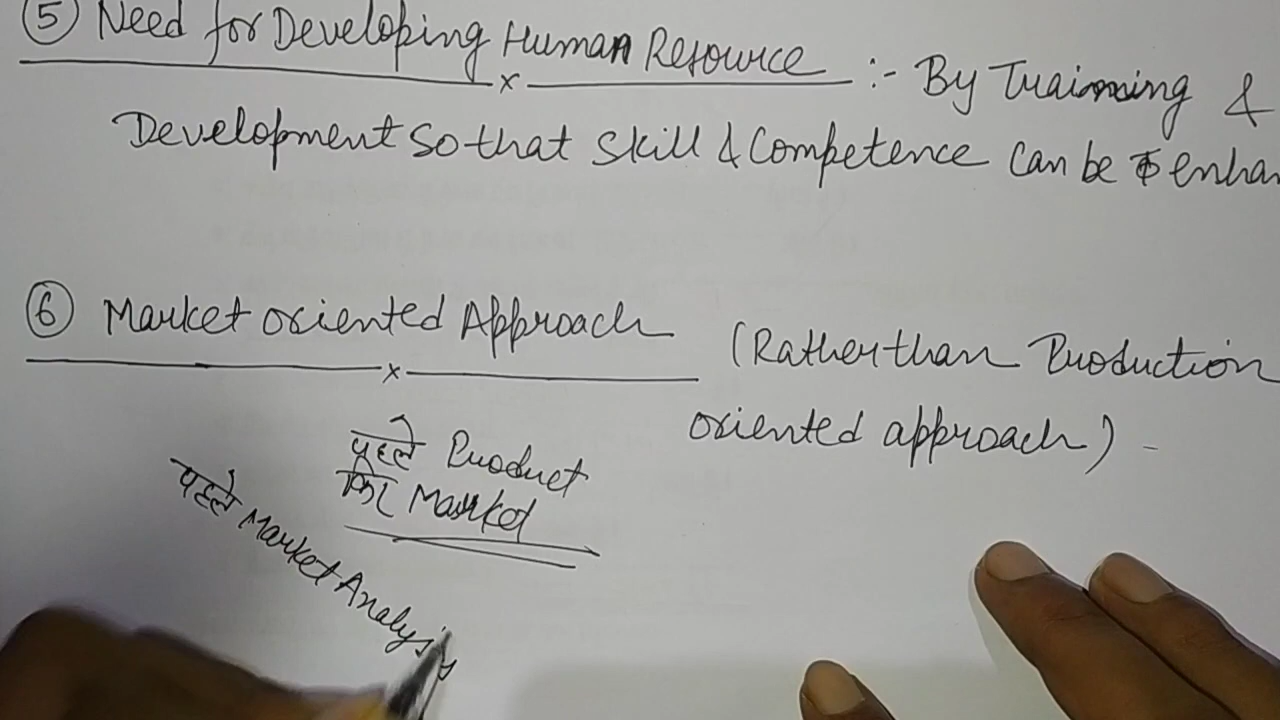 ⑤ Need for Developing Human Resource :- By Training &
Development so that skill & Competence can be enhan
⑥ Market oriented Approach (Rather than Production
oriented approach) -
पहले Product
फिर Market
पहले Market Analysis